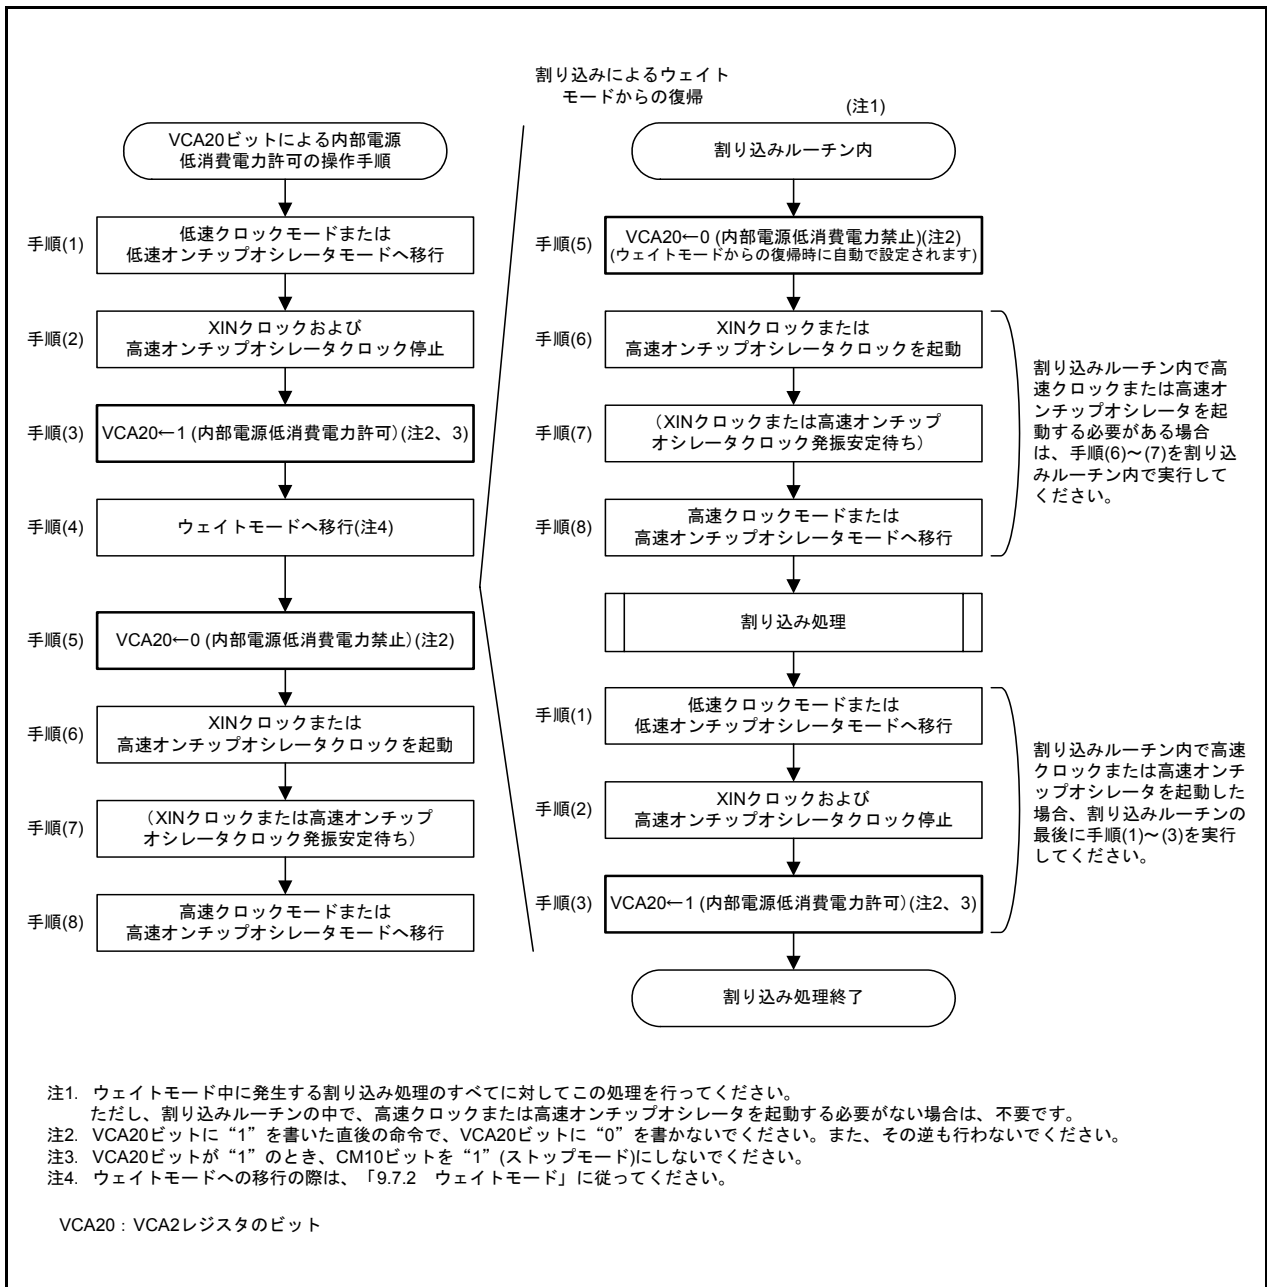 割り込みによるウェイト
モードからの復帰
VCA20ビットによる内部電源
低消費電力許可の操作手順
手順(1)
低速クロックモードまたは
低速オンチップオシレータモードへ移行
手順(2)
XINクロックおよび
高速オンチップオシレータクロック停止
手順(3)
VCA20←1 (内部電源低消費電力許可)(注2、3)
手順(4)
ウェイトモードへ移行(注4)
手順(5)
VCA20←0 (内部電源低消費電力禁止)(注2)
手順(6)
XINクロックまたは
高速オンチップオシレータクロックを起動
手順(7)
（XINクロックまたは高速オンチップ
オシレータクロック発振安定待ち）
手順(8)
高速クロックモードまたは
高速オンチップオシレータモードへ移行
(注1)
割り込みルーチン内
手順(5)
VCA20←0 (内部電源低消費電力禁止)(注2)
(ウェイトモードからの復帰時に自動で設定されます)
手順(6)
XINクロックまたは
高速オンチップオシレータクロックを起動
手順(7)
（XINクロックまたは高速オンチップ
オシレータクロック発振安定待ち）
手順(8)
高速クロックモードまたは
高速オンチップオシレータモードへ移行
割り込みルーチン内で高
速クロックまたは高速オ
ンチップオシレータを起
動する必要がある場合
は、手順(6)～(7)を割り込
みルーチン内で実行して
ください。
割り込み処理
手順(1)
低速クロックモードまたは
低速オンチップオシレータモードへ移行
手順(2)
XINクロックおよび
高速オンチップオシレータクロック停止
手順(3)
VCA20←1 (内部電源低消費電力許可)(注2、3)
割り込みルーチン内で高速
クロックまたは高速オンチ
ップオシレータを起動した
場合、割り込みルーチンの
最後に手順(1)～(3)を実行
してください。
割り込み処理終了
注1. ウェイトモード中に発生する割り込み処理のすべてに対してこの処理を行ってください。
ただし、割り込みルーチンの中で、高速クロックまたは高速オンチップオシレータを起動する必要がない場合は、不要です。
注2. VCA20ビットに“1”を書いた直後の命令で、VCA20ビットに“0”を書かないでください。また、その逆も行わないでください。
注3. VCA20ビットが“1”のとき、CM10ビットを“1”(ストップモード)にしないでください。
注4. ウェイトモードへの移行の際は、「9.7.2　ウェイトモード」に従ってください。
VCA20：VCA2レジスタのビット